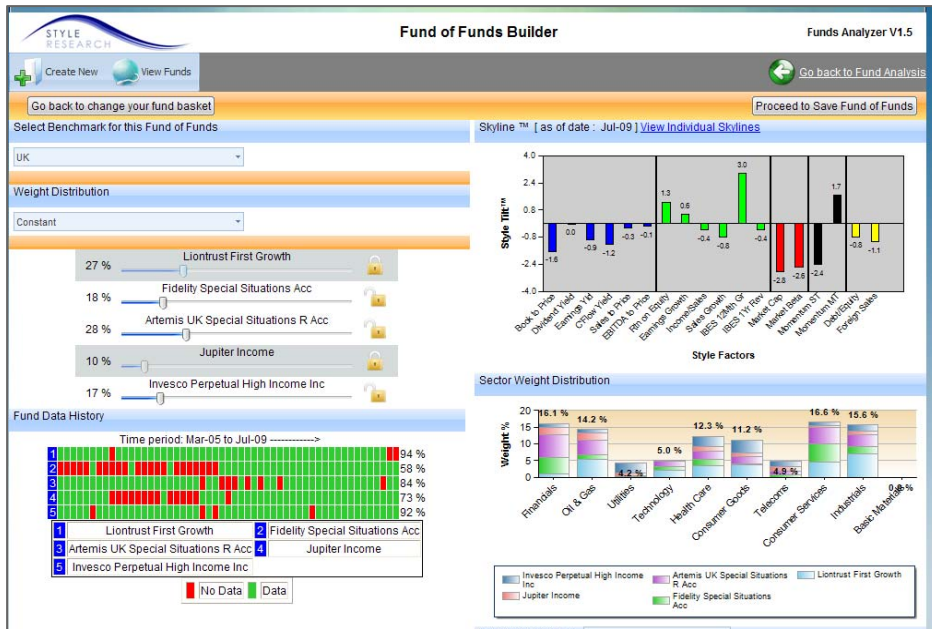 STYLE
RESEARCH
Fund of Funds Builder
Funds Analyzer V1.5
Create New
View Funds
Go back to Fund Analysis
Go back to change your fund basket
Proceed to Save Fund of Funds
Select Benchmark for this Fund of Funds
UK
Weight Distribution
Constant
27 %
Liontrust First Growth
18 %
Fidelity Special Situations Acc
28 %
Artemis UK Special Situations R Acc
10 %
Jupiter Income
17 %
Invesco Perpetual High Income Inc
Fund Data History
Time period: Mar-05 to Jul-09 ------------>
1 94 %
2 58 %
3 84 %
4 73 %
5 92 %
1 Liontrust First Growth 2 Fidelity Special Situations Acc
3 Artemis UK Special Situations R Acc 4 Jupiter Income
5 Invesco Perpetual High Income Inc
No Data Data
Skyline ™ [ as of date : Jul-09 ] View Individual Skylines
Style Tilt™
4.0
2.4
0.8
-0.8
-2.4
-4.0
-1.6
0.0
-0.9
-1.2
-0.3
-0.1
1.3
0.6
-0.4
-0.8
3.0
-0.4
-2.8
-2.6
-2.4
1.7
-0.8
-1.1
Book to Price
Dividend Yield
Earnings Yld
C'Flow Yield
Sales to Price
EBITDA to Price
Rtn on Equity
Earnings Growth
Income/Sales
Sales Growth
IBES 12Mth Gr
IBES 1Yr Rev
Market Cap
Market Beta
Momentum ST
Momentum MT
Debt/Equity
Foreign Sales
Style Factors
Sector Weight Distribution
Weight %
20
15
10
5
0
16.1 %
14.2 %
4.2 %
5.0 %
12.3 %
11.2 %
4.9 %
16.6 %
15.6 %
0.8 %
Financials
Oil & Gas
Utilities
Technology
Health Care
Consumer Goods
Telecoms
Consumer Services
Industrials
Basic Materials
Invesco Perpetual High Income
Inc
Artemis UK Special Situations
R Acc
Liontrust First Growth
Jupiter Income
Fidelity Special Situations
Acc